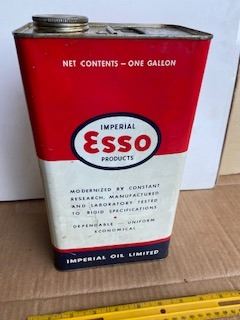 NET CONTENTS - ONE GALLON
IMPERIAL
Esso
PRODUCTS
MODERNIZED BY CONSTANT
RESEARCH, MANUFACTURED
AND LABORATORY TESTED
TO RIGID SPECIFICATIONS
DEPENDABLE - UNIFORM
ECONOMICAL
IMPERIAL OIL LIMITED